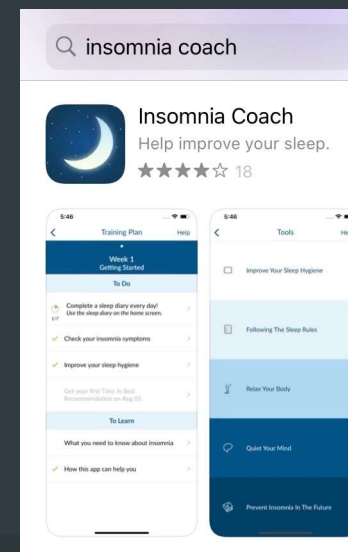 insomnia coach
Insomnia Coach
Help improve your sleep.
18
5:46
Training Plan Help
Week 1
Getting Started
To Do
Complete a sleep diary every day!
Use the sleep diary on the home screen.
1/7
Check your insomnia symptoms
Improve your sleep hygiene
Get your first Time In Bed
Recommendation on Aug 01
To Learn
What you need to know about insomnia
How this app can help you
5:46
Tools
Improve Your Sleep Hygiene
Following The Sleep Rules
Relax Your Body
Quiet Your Mind
Prevent Insomnia In The Future